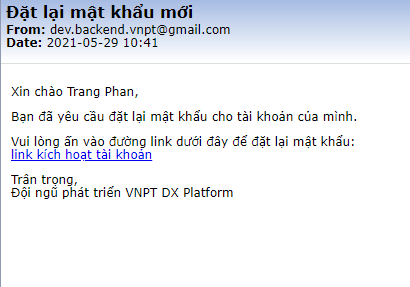 Đặt lại mật khẩu mới
From: dev.backend.vnpt@gmail.com
Date: 2021-05-29 10:41
Xin chào Trang Phan,
Bạn đã yêu cầu đặt lại mật khẩu cho tài khoản của mình.
Vui lòng ấn vào đường link dưới đây để đặt lại mật khẩu:
link kích hoạt tài khoản
Trân trọng,
Đội ngũ phát triển VNPT DX Platform